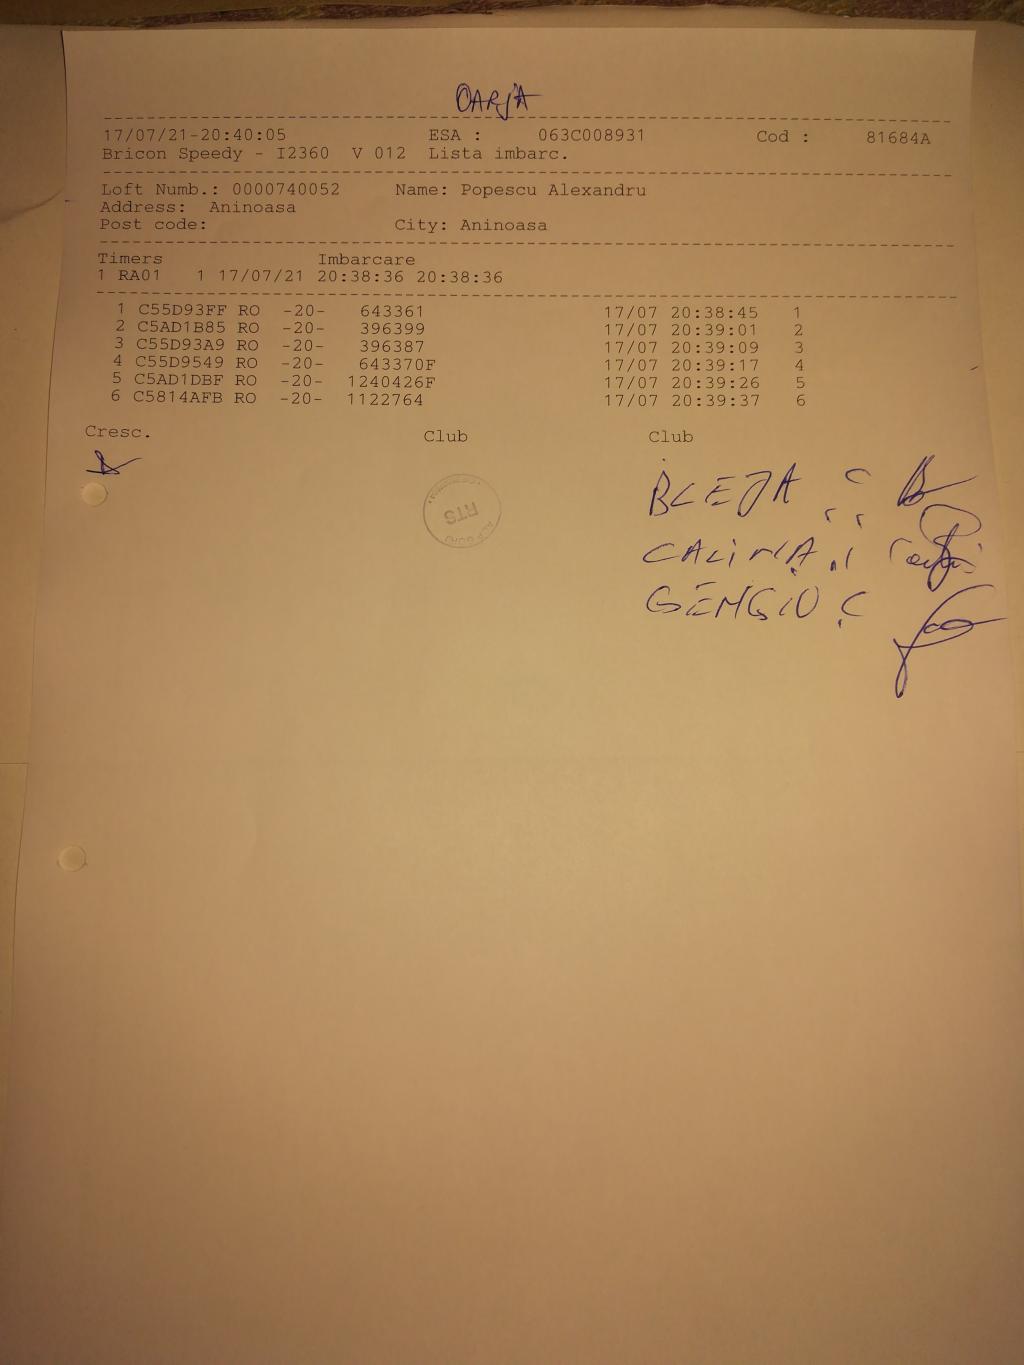 OARJA
17/07/21-20:40:05 ESA : 063C008931 Cod : 81684A
Bricon Speedy - I2360 V 012 Lista imbarc.
Loft Numb.: 0000740052 Name: Popescu Alexandru
Address: Aninoasa
Post code: City: Aninoasa
Timers Imbarcare
1 RA01 1 17/07/21 20:38:36 20:38:36
1 C55D93FF RO -20- 643361 17/07 20:38:45 1
2 C5AD1B85 RO -20- 396399 17/07 20:39:01 2
3 C55D93A9 RO -20- 396387 17/07 20:39:09 3
4 C55D9549 RO -20- 643370F 17/07 20:39:17 4
5 C5AD1DBF RO -20- 1240426F 17/07 20:39:26 5
6 C5814AFB RO -20- 1122764 17/07 20:39:37 6
Cresc. Club Club
BLEJA C
RTS
CALINA I
GENGIU C